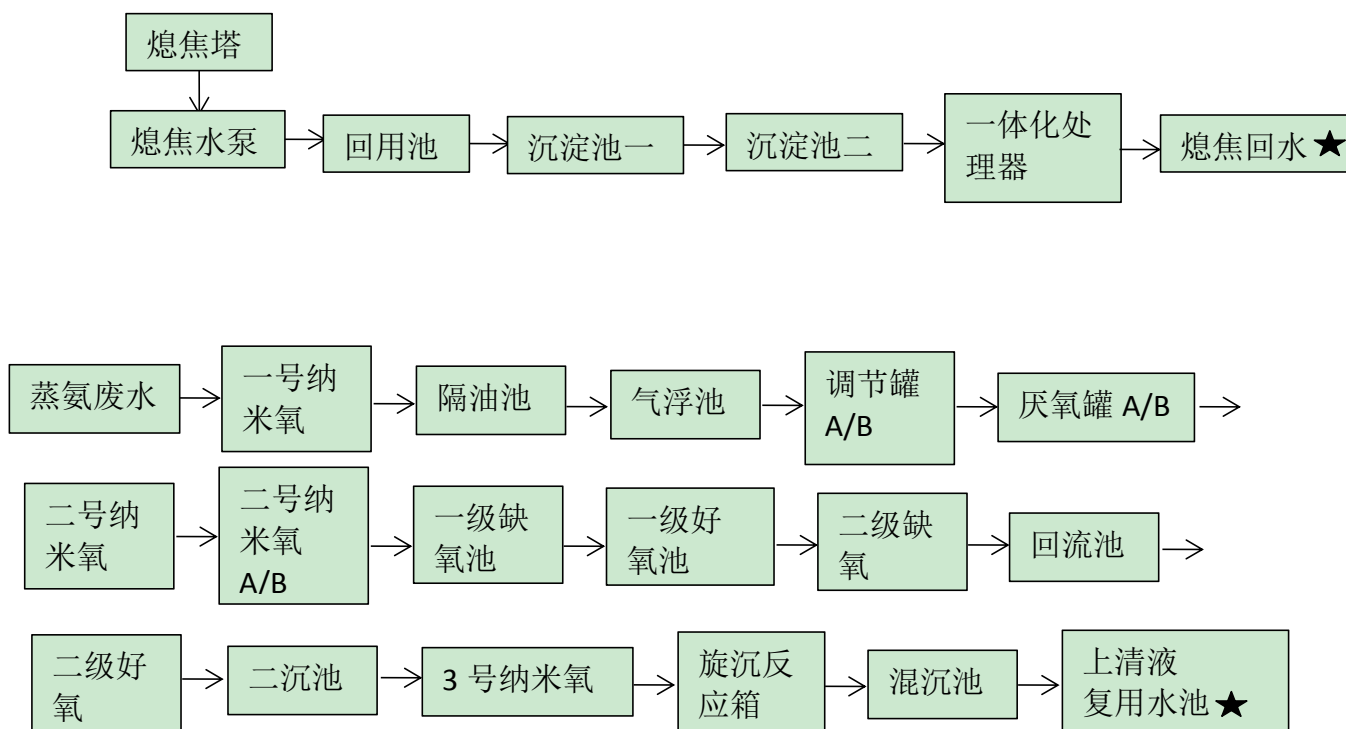 熄焦塔
熄焦水泵
回用池
沉淀池一
沉淀池二
一体化处
理器
熄焦回水★
蒸氨废水
一号纳
米氧
隔油池
气浮池
调节罐
A/B
厌氧罐 A/B
二号纳
米氧
二号纳
米氧
A/B
一级缺
氧池
一级好
氧池
二级缺
氧
回流池
二级好
氧
二沉池
3 号纳米氧
旋沉反
应箱
混沉池
上清液
复用水池★